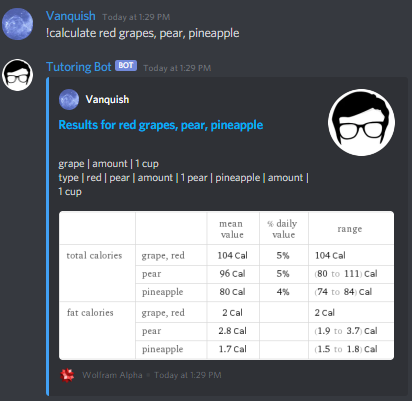 Vanquish Today at 1:29 PM
!calculate red grapes, pear, pineapple
Tutoring Bot BOT Today at 1:29 PM
Vanquish
Results for red grapes, pear, pineapple
grape | amount | 1 cup
type | red | pear | amount | 1 pear | pineapple | amount |
1 cup
mean value % daily value range
total calories grape, red 104 Cal 5% 104 Cal
pear 96 Cal 5% (80 to 111) Cal
pineapple 80 Cal 4% (74 to 84) Cal
fat calories grape, red 2 Cal 2 Cal
pear 2.8 Cal (1.9 to 3.7) Cal
pineapple 1.7 Cal (1.5 to 1.8) Cal
Wolfram Alpha • Today at 1:29 PM